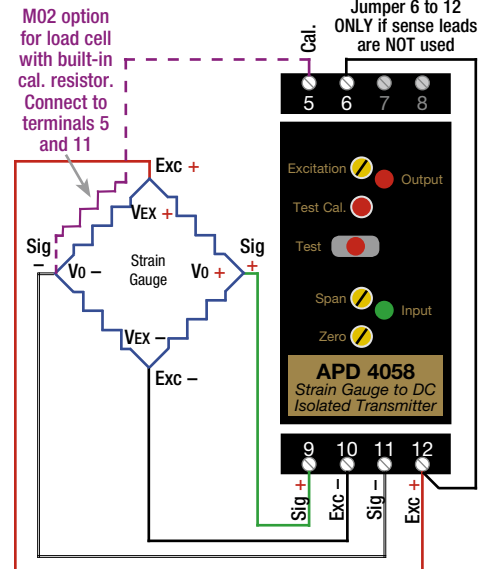 M02 option
for load cell
with built-in
cal. resistor.
Connect to
terminals 5
and 11
Jumper 6 to 12
ONLY if sense leads
are NOT used
Cal.
5 6 7 8
Exc +
VEX +
Sig
–
Vo –
Strain
Gauge
Vo +
Sig
+
VEX –
Exc –
Excitation
Output
Test Cal.
Test
Span
Input
Zero
APD 4058
Strain Gauge to DC
Isolated Transmitter
9 10 11 12
Sig +
Exc –
Sig –
Exc +